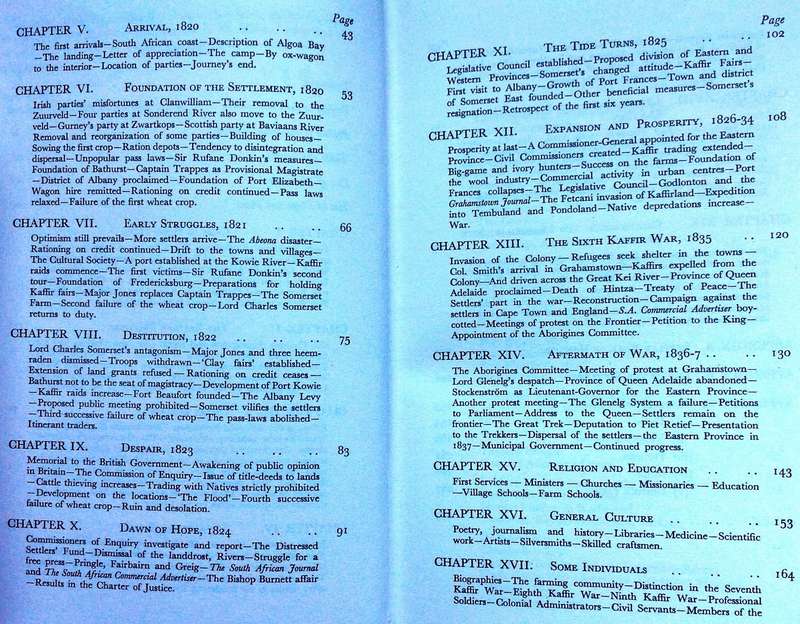 Page
CHAPTER V. ARRIVAL, 1820 .. .. .. 43
The first arrivals—South African coast—Description of Algoa Bay
—The landing—Letter of appreciation—The camp—By ox-wagon
to the interior—Location of parties—Journey's end.
CHAPTER VI. FOUNDATION OF THE SETTLEMENT, 1820 53
Irish parties' misfortunes at Clanwilliam—Their removal to the
Zuurveld—Four parties at Sonderend River also move to the Zuur-
veld—Gurney's party at Zwartkops—Scottish party at Baviaans River
Removal and reorganization of some parties—Building of houses—
Sowing the first crop—Ration depots—Tendency to disintegration and
dispersal—Unpopular pass laws—Sir Rufane Donkin's measures—
Foundation of Bathurst—Captain Trappes as Provisional Magistrate
—District of Albany proclaimed—Foundation of Port Elizabeth—
Wagon hire remitted—Rationing on credit continued—Pass laws
relaxed—Failure of the first wheat crop.
CHAPTER VII. EARLY STRUGGLES, 1821 .. .. 66
Optimism still prevails—More settlers arrive—The Abeona disaster—
Rationing on credit continued—Drift to the towns and villages—
The Cultural Society—A port established at the Kowie River—Kaffir
raids commence—The first victims—Sir Rufane Donkin's second
tour—Foundation of Fredericksburg—Preparations for holding
Kaffir fairs—Major Jones replaces Captain Trappes—The Somerset
Farm—Second failure of the wheat crop—Lord Charles Somerset
returns to duty.
CHAPTER VIII. DESTITUTION, 1822 .. .. .. 75
Lord Charles Somerset's antagonism—Major Jones and three heem-
raden dismissed—Troops withdrawn—'Clay fairs' established—
Extension of land grants refused—Rationing on credit ceases—
Bathurst not to be the seat of magistracy—Development of Port Kowie
—Kaffir raids increase—Fort Beaufort founded—The Albany Levy
—Proposed public meeting prohibited—Somerset vilifies the settlers
—Third successive failure of wheat crop—The pass-laws abolished—
Itinerant traders.
CHAPTER IX. DESPAIR, 1823 .. .. .. 83
Memorial to the British Government—Awakening of public opinion
in Britain—The Commission of Enquiry—Issue of title-deeds to lands
—Cattle thieving increases—Trading with Natives strictly prohibited
—Development on the locations—'The Flood'—Fourth successive
failure of wheat crop—Ruin and desolation.
CHAPTER X. DAWN OF HOPE, 1824 .. .. 91
Commissioners of Enquiry investigate and report—The Distressed
Settlers' Fund—Dismissal of the landdrost, Rivers—Struggle for a
free press—Pringle, Fairbairn and Greig—The South African Journal
and The South African Commercial Advertiser—The Bishop Burnett affair
—Results in the Charter of Justice.
Page
CHAPTER XI. THE TIDE TURNS, 1825 .. .. 102
Legislative Council established—Proposed division of Eastern and
Western Provinces—Somerset's changed attitude—Kaffir Fairs—
First visit to Albany—Growth of Port Frances—Town and district
of Somerset East founded—Other beneficial measures—Somerset's
resignation—Retrospect of the first six years.
CHAPTER XII. EXPANSION AND PROSPERITY, 1826-34 108
Prosperity at last—A Commissioner-General appointed for the Eastern
Province—Civil Commissioners created—Kaffir trading extended—
Big-game and ivory hunters—Success on the farms—Foundation of
the wool industry—Commercial activity in urban centres—Port
Frances collapses—The Legislative Council—Godlonton and the
Grahamstown Journal—The Fetcani invasion of Kaffirland—Expedition
into Tembuland and Pondoland—Native depredations increase—
War.
CHAPTER XIII. THE SIXTH KAFFIR WAR, 1835 .. 120
Invasion of the Colony—Refugees seek shelter in the towns—
Col. Smith's arrival in Grahamstown—Kaffirs expelled from the
Colony—And driven across the Great Kei River—Province of Queen
Adelaide proclaimed—Death of Hintza—Treaty of Peace—The
Settlers' part in the war—Reconstruction—Campaign against the
settlers in Cape Town and England—S.A. Commercial Advertiser boy-
cotted—Meetings of protest on the Frontier—Petition to the King—
Appointment of the Aborigines Committee.
CHAPTER XIV. AFTERMATH OF WAR, 1836-7 .. .. 130
The Aborigines Committee—Meeting of protest at Grahamstown—
Lord Glenelg's despatch—Province of Queen Adelaide abandoned—
Stockenström as Lieutenant-Governor for the Eastern Province—
Another protest meeting—The Glenelg System a failure—Petitions
to Parliament—Address to the Queen—Settlers remain on the
frontier—The Great Trek—Deputation to Piet Retief—Presentation
to the Trekkers—Dispersal of the settlers—the Eastern Province in
1837—Municipal Government—Continued progress.
CHAPTER XV. RELIGION AND EDUCATION .. .. 143
First Services—Ministers—Churches—Missionaries—Education
—Village Schools—Farm Schools.
CHAPTER XVI. GENERAL CULTURE .. .. 153
Poetry, journalism and history—Libraries—Medicine—Scientific
work—Artists—Silversmiths—Skilled craftsmen.
CHAPTER XVII. SOME INDIVIDUALS .. .. .. 164
Biographies—The farming community—Distinction in the Seventh
Kaffir War—Eighth Kaffir War—Ninth Kaffir War—Professional
Soldiers—Colonial Administrators—Civil Servants—Members of the